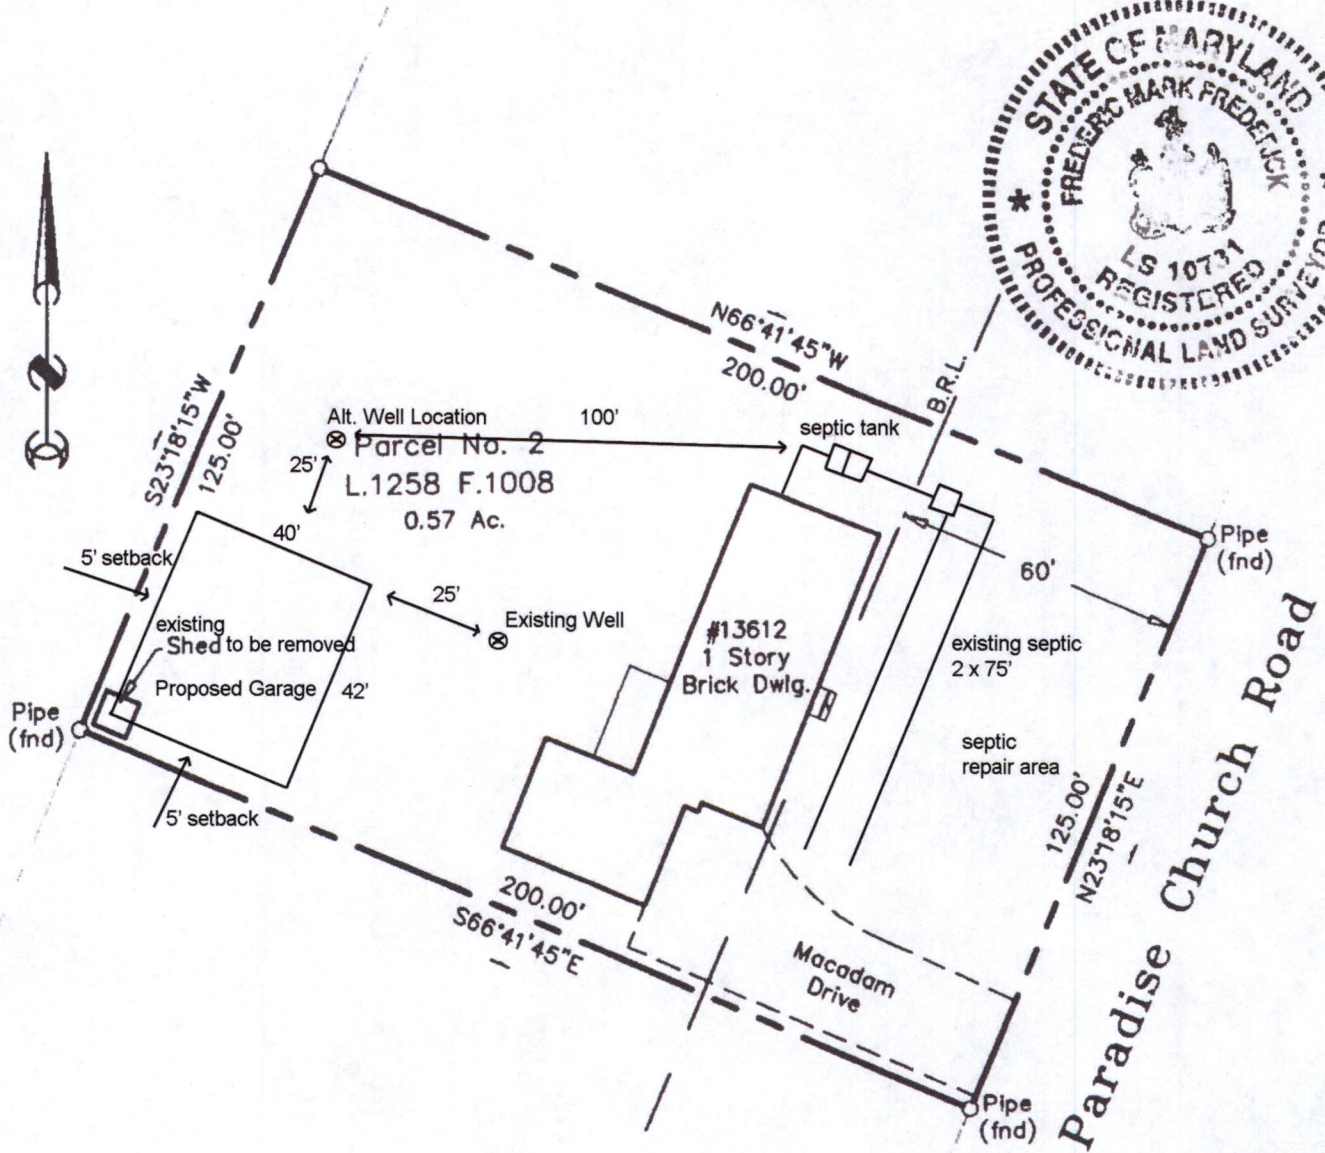 STATE OF MARYLAND
FREDERIC MARK FREDERICK
LS 10731
REGISTERED
* PROFESSIONAL LAND SURVEYOR
N66°41'45"W
200.00'
B.R.L.
S23°18'15"W
125.00'
Alt. Well Location
100'
septic tank
Parcel No. 2
25'
L.1258 F.1008
0.57 Ac.
40'
5' setback
Pipe
(fnd)
60'
25'
Existing Well
existing
Shed to be removed
#13612
1 Story
Brick Dwlg.
existing septic
2 x 75'
Proposed Garage
42'
Pipe
(fnd)
septic
repair area
5' setback
125.00'
N23°18'15"E
Paradise Church Road
200.00'
S66°41'45"E
Macadam
Drive
Pipe
(fnd)